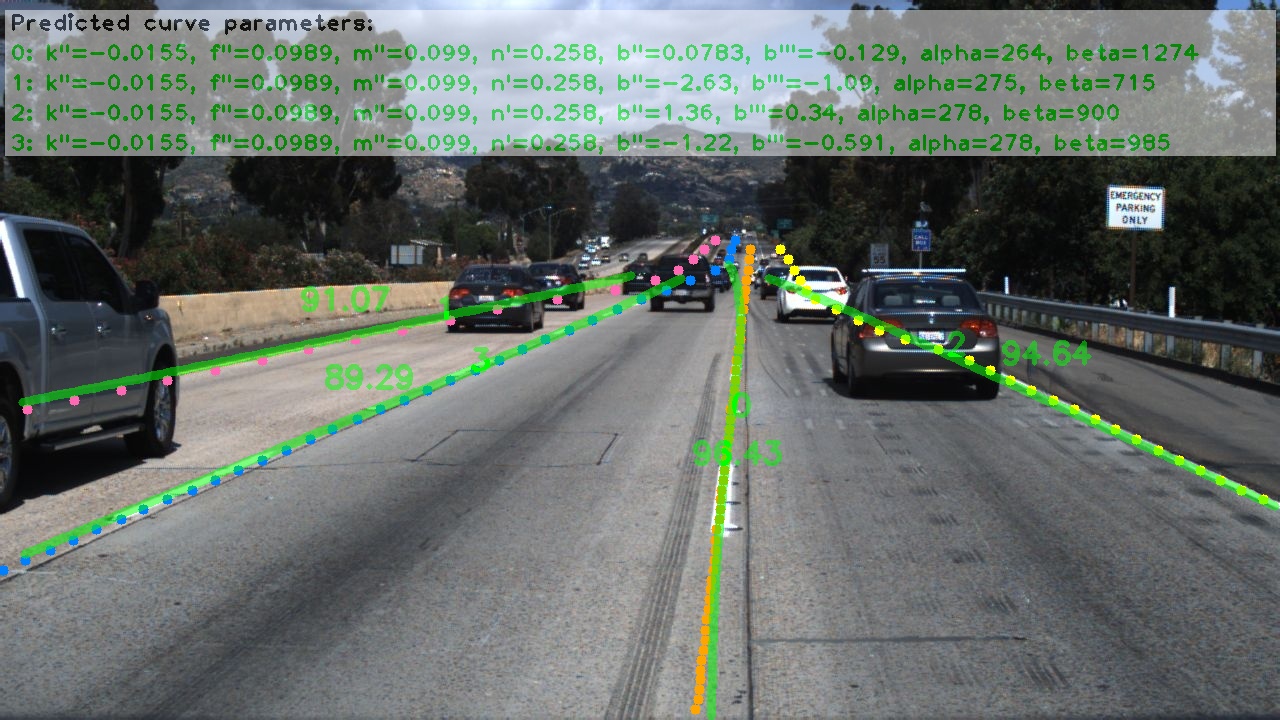 Predicted curve parameters:
0: k''=-0.0155, f''=0.0989, m''=0.099, n'=0.258, b''=0.0783, b'''=-0.129, alpha=264, beta=1274
1: k''=-0.0155, f''=0.0989, m''=0.099, n'=0.258, b''=-2.63, b'''=-1.09, alpha=275, beta=715
2: k''=-0.0155, f''=0.0989, m''=0.099, n'=0.258, b''=1.36, b'''=0.34, alpha=278, beta=900
3: k''=-0.0155, f''=0.0989, m''=0.099, n'=0.258, b''=-1.22, b'''=-0.591, alpha=278, beta=985
EMERGENCY
PARKING
ONLY
CALL
BOX
91.07
1
3
89.29
2
94.64
0